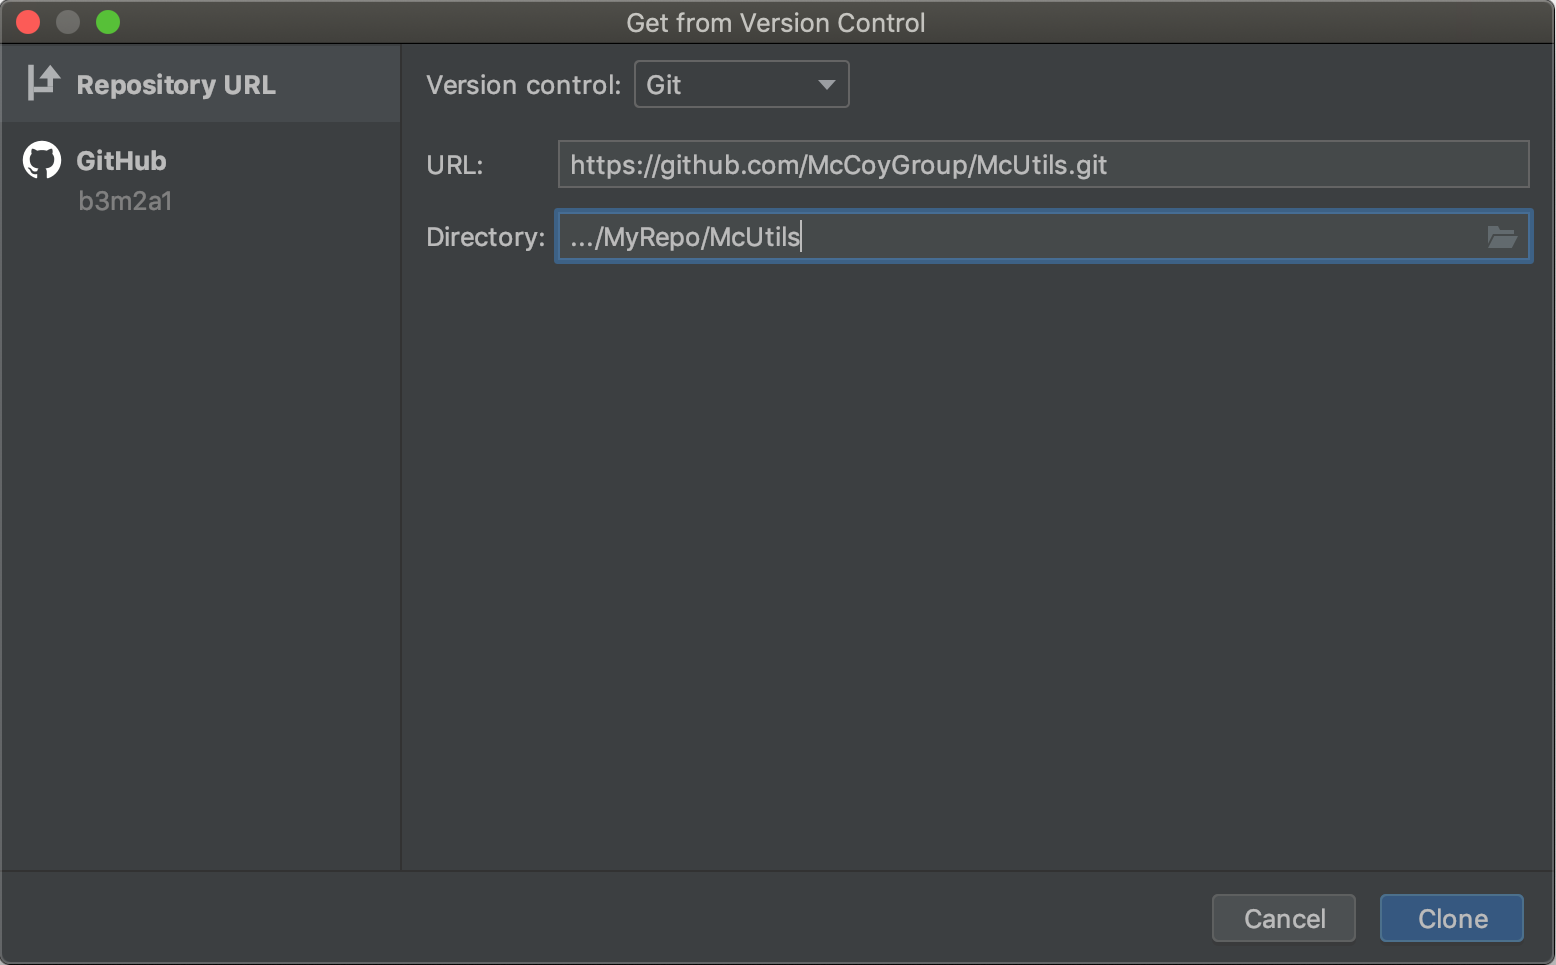 Get from Version Control
Repository URL
GitHub
b3m2a1
Version control: Git
URL: https://github.com/McCoyGroup/McUtils.git
Directory: .../MyRepo/McUtils
Cancel Clone